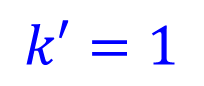 k′ = 1